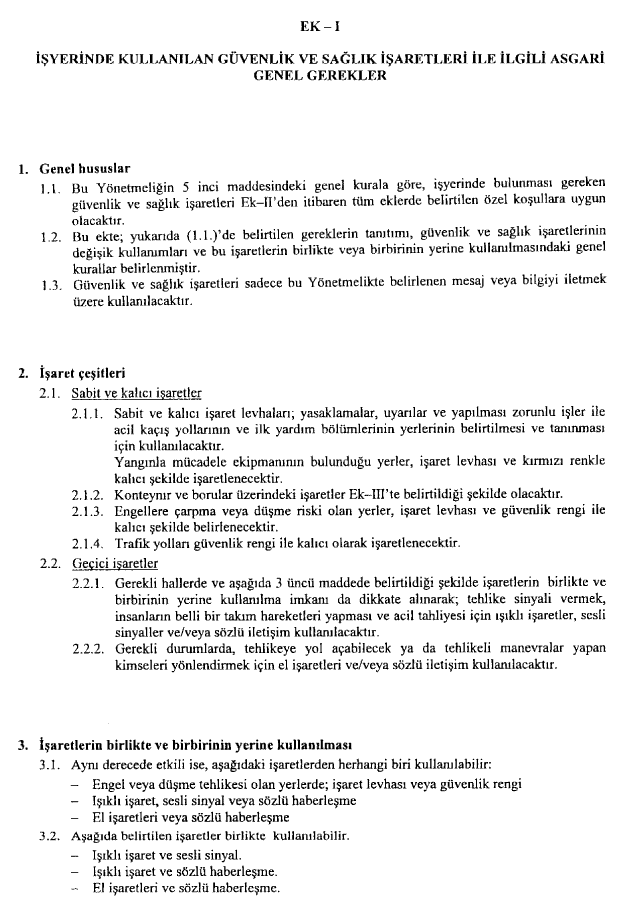 EK – I
İŞYERİNDE KULLANILAN GÜVENLİK VE SAĞLIK İŞARETLERİ İLE İLGİLİ ASGARİ
GENEL GEREKLER
1. Genel hususlar
1.1. Bu Yönetmeliğin 5 inci maddesindeki genel kurala göre, işyerinde bulunması gereken
güvenlik ve sağlık işaretleri Ek–II'den itibaren tüm eklerde belirtilen özel koşullara uygun
olacaktır.
1.2. Bu ekte; yukarıda (1.1.)'de belirtilen gereklerin tanıtımı, güvenlik ve sağlık işaretlerinin
değişik kullanımları ve bu işaretlerin birlikte veya birbirinin yerine kullanılmasındaki genel
kurallar belirlenmiştir.
1.3. Güvenlik ve sağlık işaretleri sadece bu Yönetmelikte belirlenen mesaj veya bilgiyi iletmek
üzere kullanılacaktır.
2. İşaret çeşitleri
2.1. Sabit ve kalıcı işaretler
2.1.1. Sabit ve kalıcı işaret levhaları; yasaklamalar, uyarılar ve yapılması zorunlu işler ile
acil kaçış yollarının ve ilk yardım bölümlerinin yerlerinin belirtilmesi ve tanınması
için kullanılacaktır.
Yangınla mücadele ekipmanının bulunduğu yerler, işaret levhası ve kırmızı renkle
kalıcı şekilde işaretlenecektir.
2.1.2. Konteynır ve borular üzerindeki işaretler Ek–III'te belirtildiği şekilde olacaktır.
2.1.3. Engellere çarpma veya düşme riski olan yerler, işaret levhası ve güvenlik rengi ile
kalıcı şekilde belirlenecektir.
2.1.4. Trafik yolları güvenlik rengi ile kalıcı olarak işaretlenecektir.
2.2. Geçici işaretler
2.2.1. Gerekli hallerde ve aşağıda 3 üncü maddede belirtildiği şekilde işaretlerin birlikte ve
birbirinin yerine kullanılma imkanı da dikkate alınarak; tehlike sinyali vermek,
insanların belli bir takım hareketleri yapması ve acil tahliyesi için ışıklı işaretler, sesli
sinyaller ve/veya sözlü iletişim kullanılacaktır.
2.2.2. Gerekli durumlarda, tehlikeye yol açabilecek ya da tehlikeli manevralar yapan
kimseleri yönlendirmek için el işaretleri ve/veya sözlü iletişim kullanılacaktır.
3. İşaretlerin birlikte ve birbirinin yerine kullanılması
3.1. Aynı derecede etkili ise, aşağıdaki işaretlerden herhangi biri kullanılabilir:
– Engel veya düşme tehlikesi olan yerlerde; işaret levhası veya güvenlik rengi
– Işıklı işaret, sesli sinyal veya sözlü haberleşme
– El işaretleri veya sözlü haberleşme
3.2. Aşağıda belirtilen işaretler birlikte kullanılabilir.
– Işıklı işaret ve sesli sinyal.
– Işıklı işaret ve sözlü haberleşme.
– El işaretleri ve sözlü haberleşme.